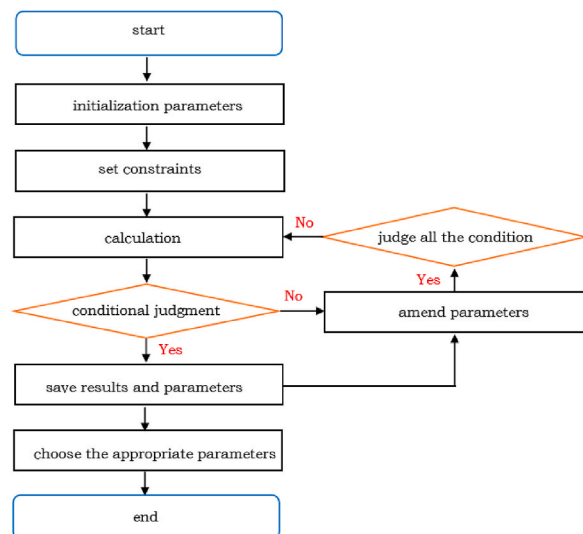 start
initialization parameters
set constraints
No
calculation
judge all the condition
Yes
No
conditional judgment
amend parameters
Yes
save results and parameters
choose the appropriate parameters
end